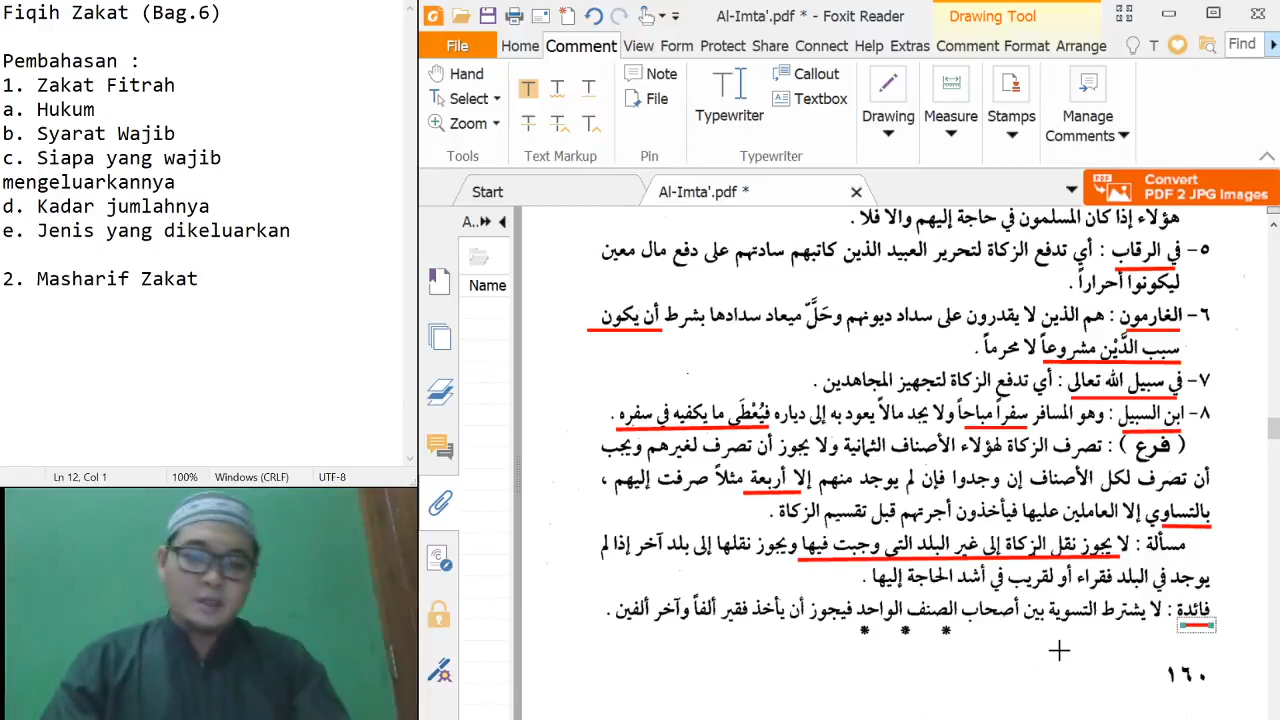 Fiqih Zakat (Bag.6)
Pembahasan :
1. Zakat Fitrah
a. Hukum
b. Syarat Wajib
c. Siapa yang wajib
mengeluarkannya
d. Kadar jumlahnya
e. Jenis yang dikeluarkan
2. Masharif Zakat
Ln 12, Col 1 100% Windows (CRLF) UTF-8
Al-Imta'.pdf * - Foxit Reader Drawing Tool
File Home Comment View Form Protect Share Connect Help Extras Comment Format Arrange Find
Hand
Select
Zoom
Tools
Text Markup
Note
File
Pin
Typewriter
Callout
Textbox
Typewriter
Drawing
Measure
Stamps
Manage
Comments
Start
Al-Imta'.pdf *
Convert
PDF 2 JPG Images
A..
Name
هؤلاء إذا كان المسلمون في حاجة إليهم والا فلا .
٥- في الرقاب : أي تدفع الزكاة لتحرير العبيد الذين كاتبهم سادتهم على دفع مال معين
ليكونوا أحراراً .
٦- الغارمون : هم الذين لا يقدرون على سداد ديونهم وحَلَّ ميعاد سدادها بشرط أن يكون
سبب الدَّيْن مشروعاً لا محرماً .
٧- في سبيل الله تعالى : أي تدفع الزكاة لتجهيز المجاهدين .
٨- ابن السبيل : وهو المسافر سفراً مباحاً ولا يجد مالاً يعود به إلى دياره فيُعْطَى ما يكفيه في سفره .
( فرع ) : تصرف الزكاة لهؤلاء الأصناف الثمانية ولا يجوز أن تصرف لغيرهم ويجب
أن تصرف لكل الأصناف إن وجدوا فإن لم يوجد منهم إلا أربعة مثلاً صرفت إليهم ،
بالتساوي إلا العاملين عليها فيأخذون أجرتهم قبل تقسيم الزكاة .
مسألة : لا يجوز نقل الزكاة إلى غير البلد التي وجبت فيها ويجوز نقلها إلى بلد آخر إذا لم
يوجد في البلد فقراء أو لقريب في أشد الحاجة إليها .
فائدة : لا يشترط التسوية بين أصحاب الصنف الواحد فيجوز أن يأخذ فقير ألفاً وآخر ألفين .
* * *
١٦٠